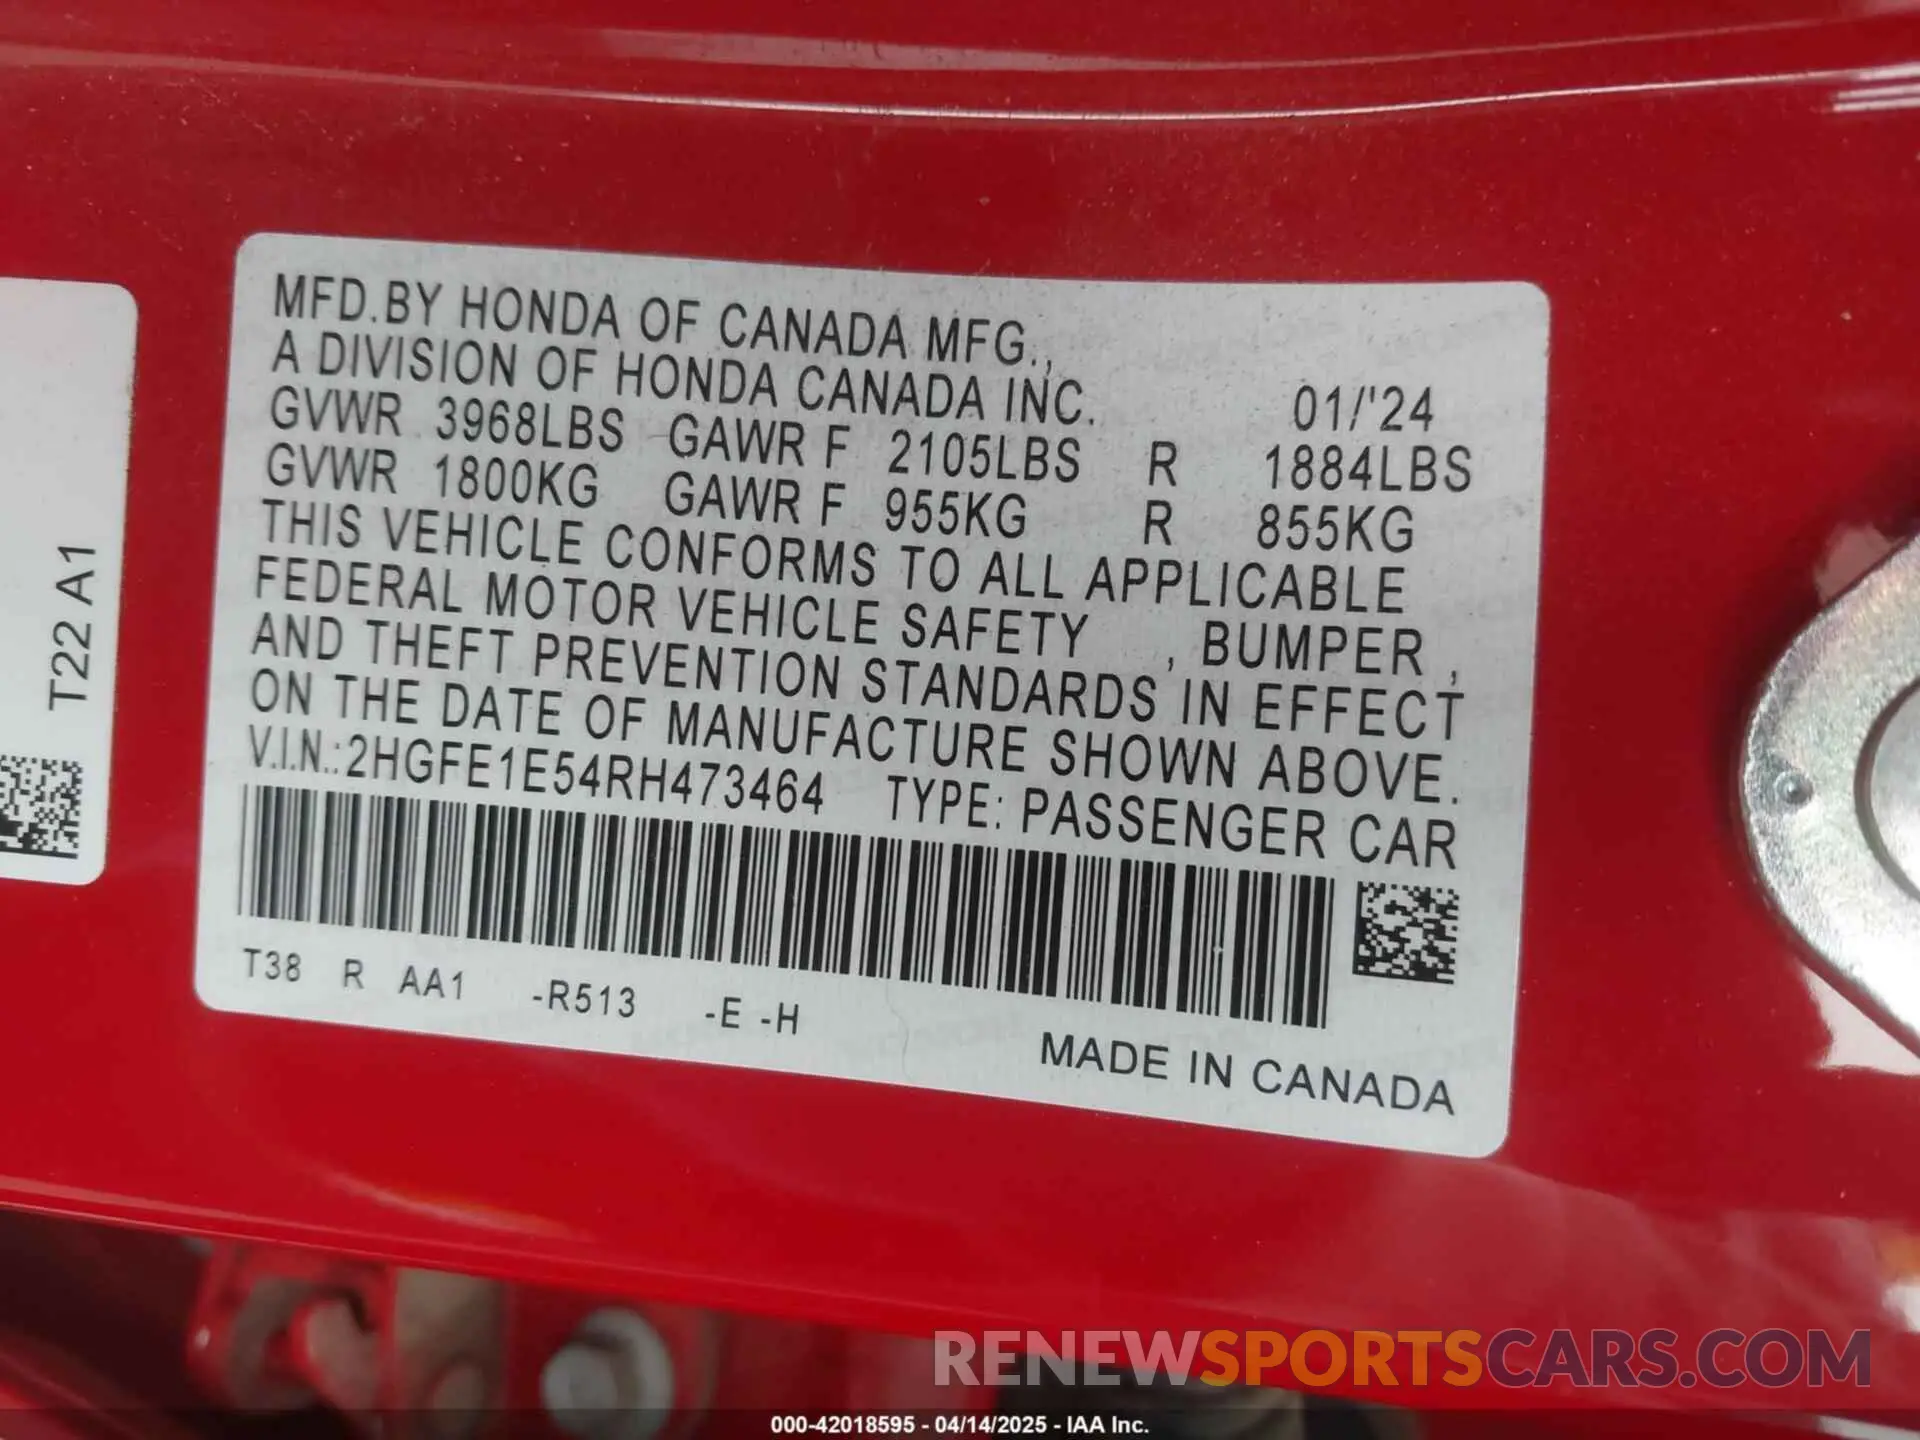 MFD.BY HONDA OF CANADA MFG.,
A DIVISION OF HONDA CANADA INC. 01/'24
GVWR 3968LBS GAWR F 2105LBS R 1884LBS
GVWR 1800KG GAWR F 955KG R 855KG
THIS VEHICLE CONFORMS TO ALL APPLICABLE
FEDERAL MOTOR VEHICLE SAFETY , BUMPER ,
AND THEFT PREVENTION STANDARDS IN EFFECT
ON THE DATE OF MANUFACTURE SHOWN ABOVE.
V.I.N.:2HGFE1E54RH473464 TYPE: PASSENGER CAR
T38 R AA1 -R513 -E -H
MADE IN CANADA
T22 A1
RENEWSPORTSCARS.COM
000-42018595 - 04/14/2025 - IAA Inc.